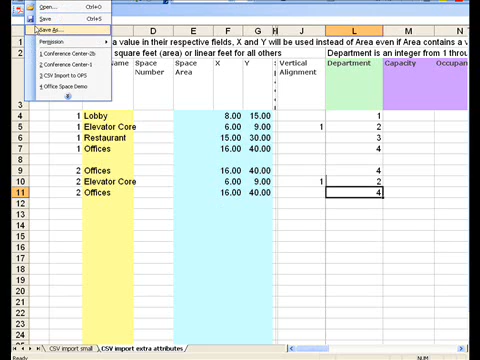 Open... Ctrl+O
Save Ctrl+S
Save As...
Permission
1 Conference Center-2b
2 Conference Center-1
3 CSV Import to OPS
4 Office Space Demo
1 a value in their respective fields, X and Y will be used instead of Area even if Area contains a v
2 square feet (area) or linear feet for all others Department is an integer from 1 throu
3 Name Space Number Space Area X Y Vertical Alignment Department Capacity Occupan
4 1 Lobby 8.00 15.00 1
5 1 Elevator Core 6.00 9.00 1 2
6 1 Restaurant 15.00 30.00 3
7 1 Offices 16.00 40.00 4
9 2 Offices 16.00 40.00 4
10 2 Elevator Core 6.00 9.00 1 2
11 2 Offices 16.00 40.00 4
12
13
14
15
16
17
18
19
20
21
22
23
24
CSV import small CSV import extra attributes
Ready NUM